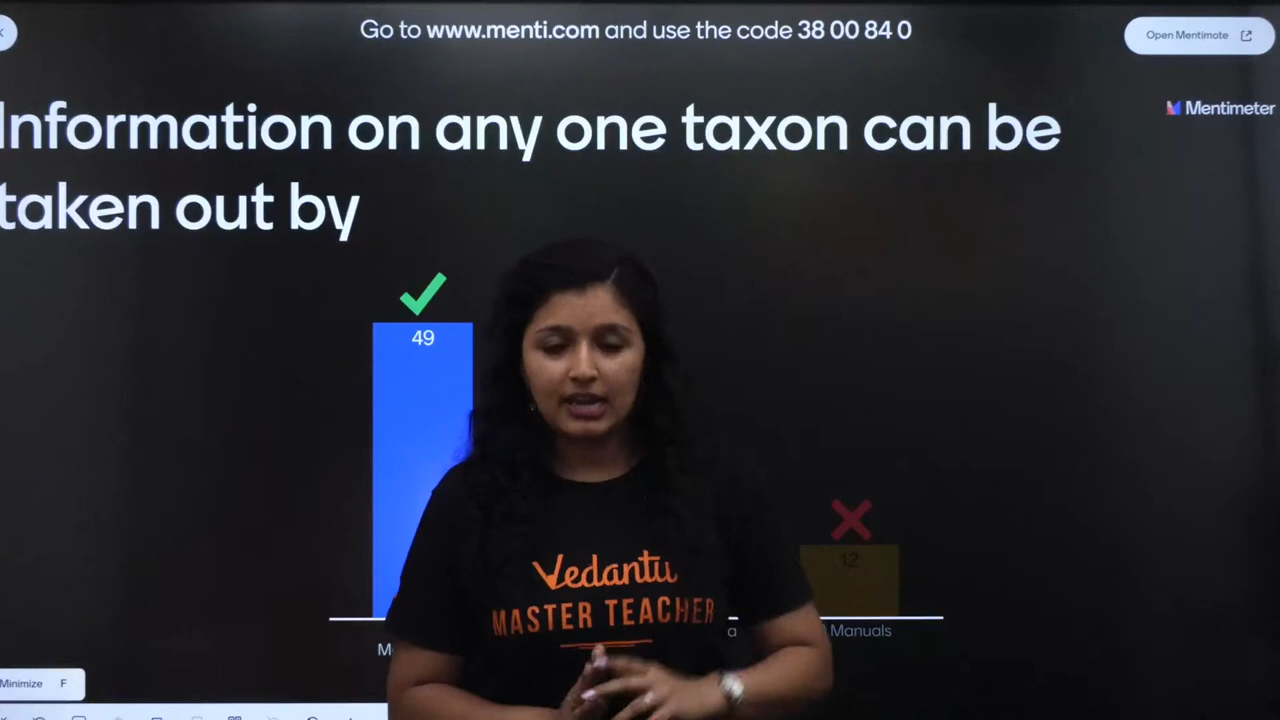 Go to www.menti.com and use the code 38 00 84 0
Open Mentimote
Mentimeter
Information on any one taxon can be
taken out by
49
12
Vedantu
MASTER TEACHER
Manuals
Minimize F